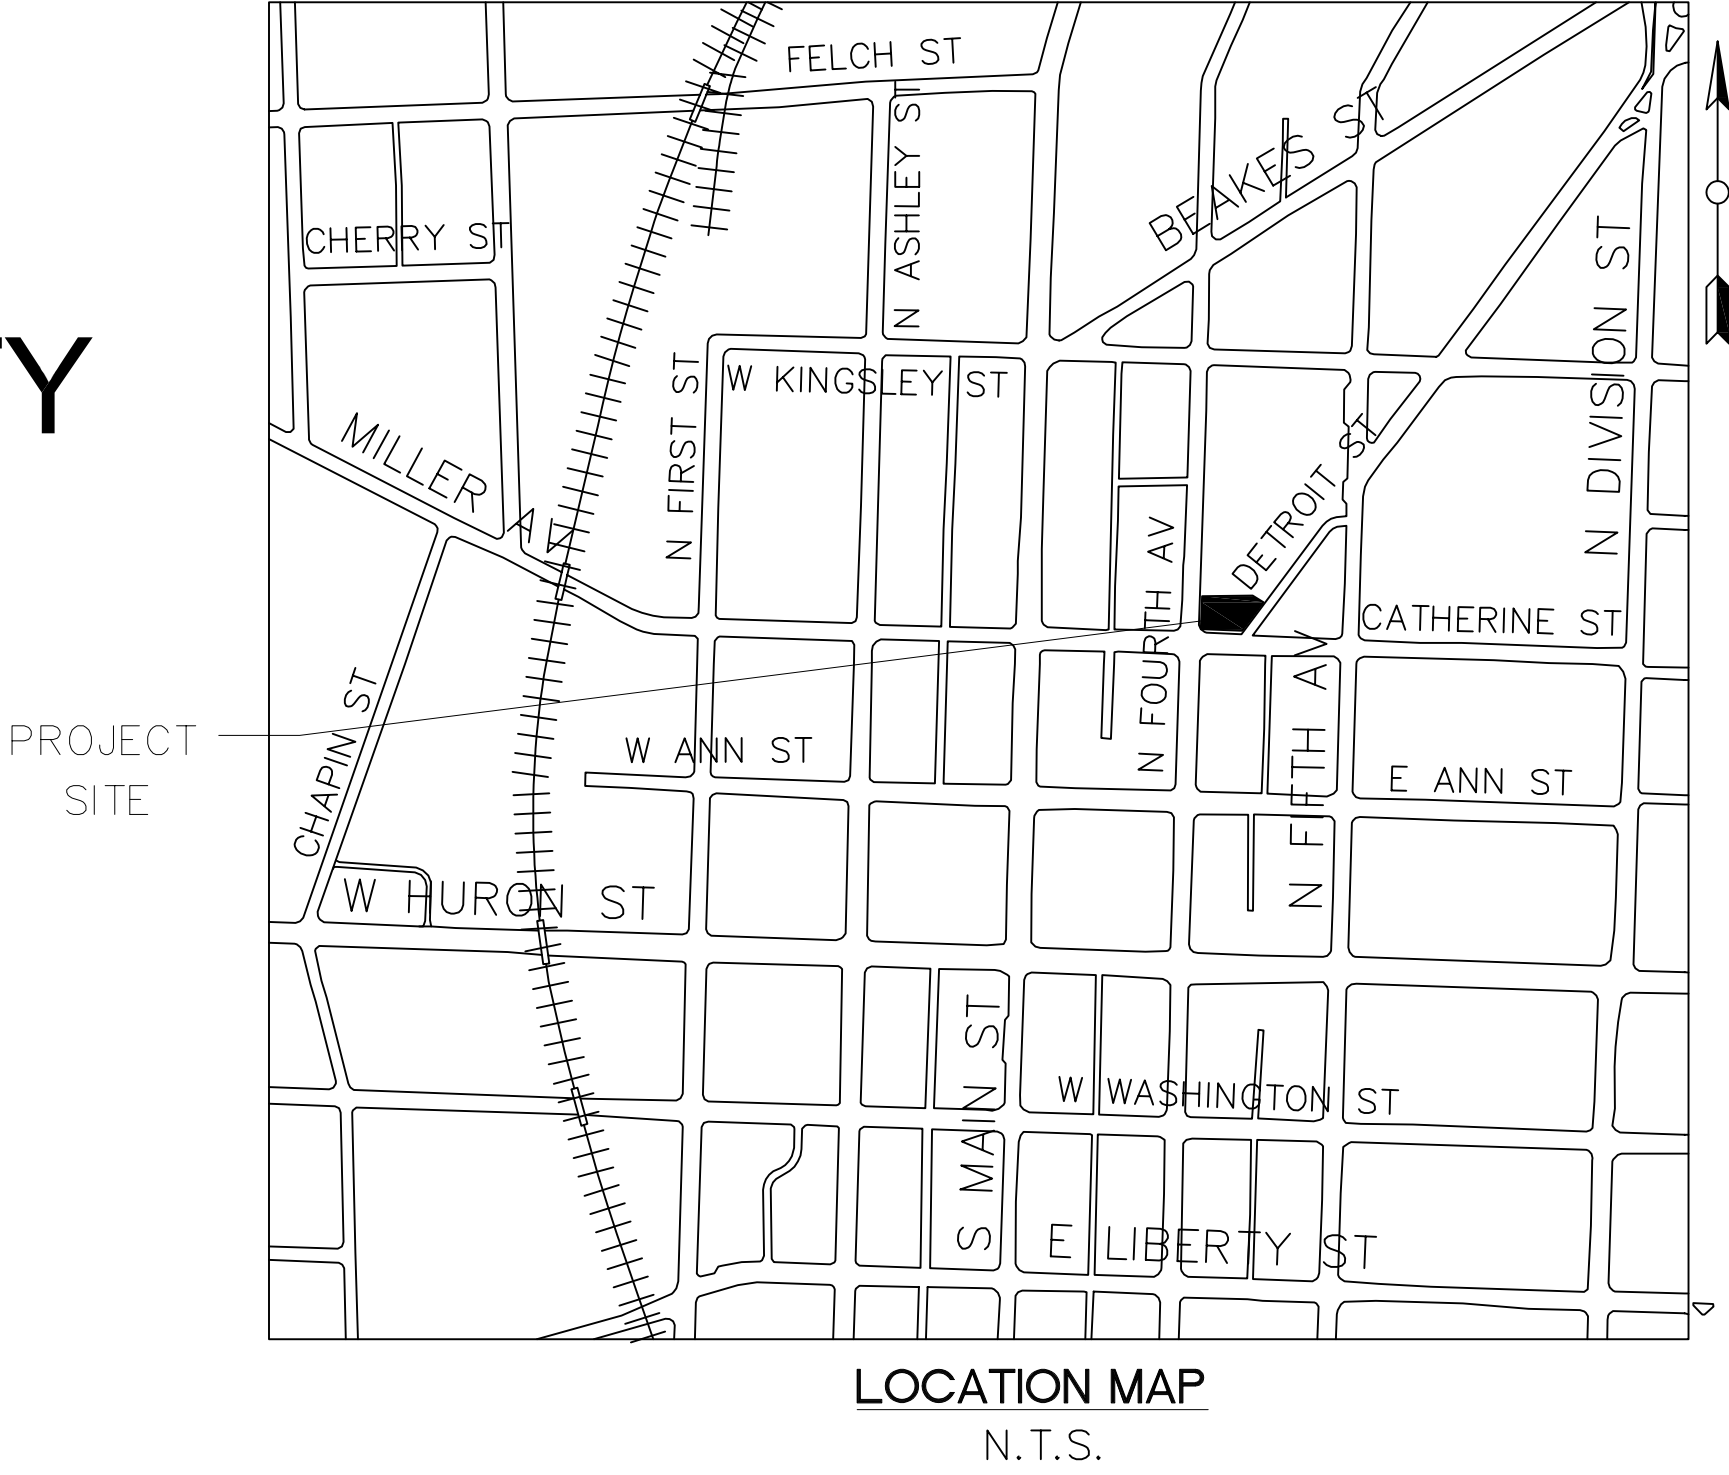 FELCH ST
N ASHLEY ST
BEAKES ST
CHERRY ST
N DIVISION ST
Y
W KINGSLEY ST
N FIRST ST
MILLER AV
DETROIT ST
N FOURTH AV
CATHERINE ST
CHAPIN ST
N FIFTH AV
PROJECT
SITE
W ANN ST
E ANN ST
W HURON ST
S MAIN ST
W WASHINGTON ST
E LIBERTY ST
LOCATION MAP
N.T.S.